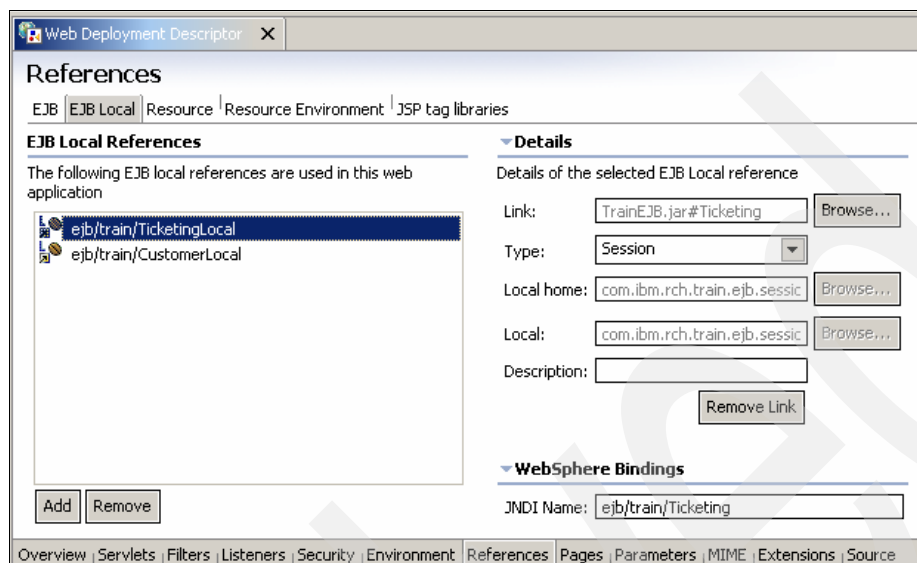 Web Deployment Descriptor
References
EJB EJB Local Resource Resource Environment JSP tag libraries
EJB Local References
The following EJB local references are used in this web
application
ejb/train/TicketingLocal
ejb/train/CustomerLocal
Add Remove
Details
Details of the selected EJB Local reference
Link: TrainEJB.jar#Ticketing Browse...
Type: Session
Local home: com.ibm.rch.train.ejb.sessic Browse...
Local: com.ibm.rch.train.ejb.sessic Browse...
Description:
Remove Link
WebSphere Bindings
JNDI Name: ejb/train/Ticketing
Overview Servlets Filters Listeners Security Environment References Pages Parameters MIME Extensions Source